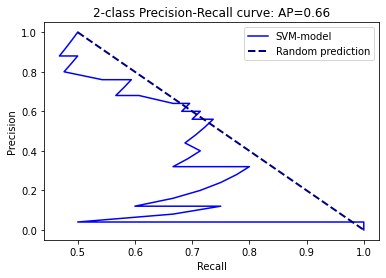 2-class Precision-Recall curve: AP=0.66
SVM-model
Random prediction
Precision
1.0
0.8
0.6
0.4
0.2
0.0
0.5
0.6
0.7
0.8
0.9
1.0
Recall